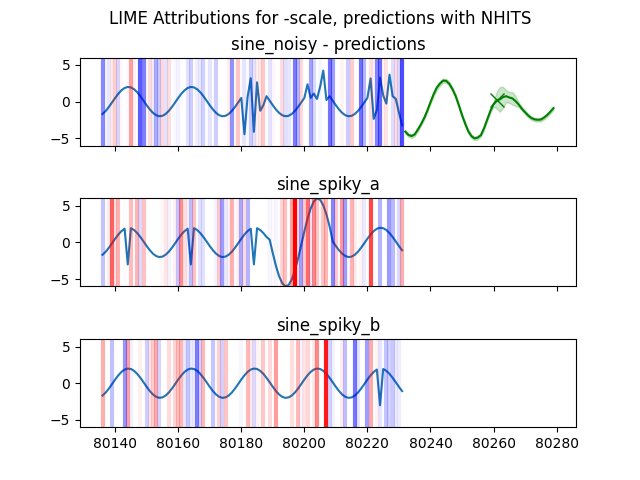 LIME Attributions for -scale, predictions with NHITS
sine_noisy - predictions
5
0
−5
sine_spiky_a
5
0
−5
sine_spiky_b
5
0
−5
80140 80160 80180 80200 80220 80240 80260 80280